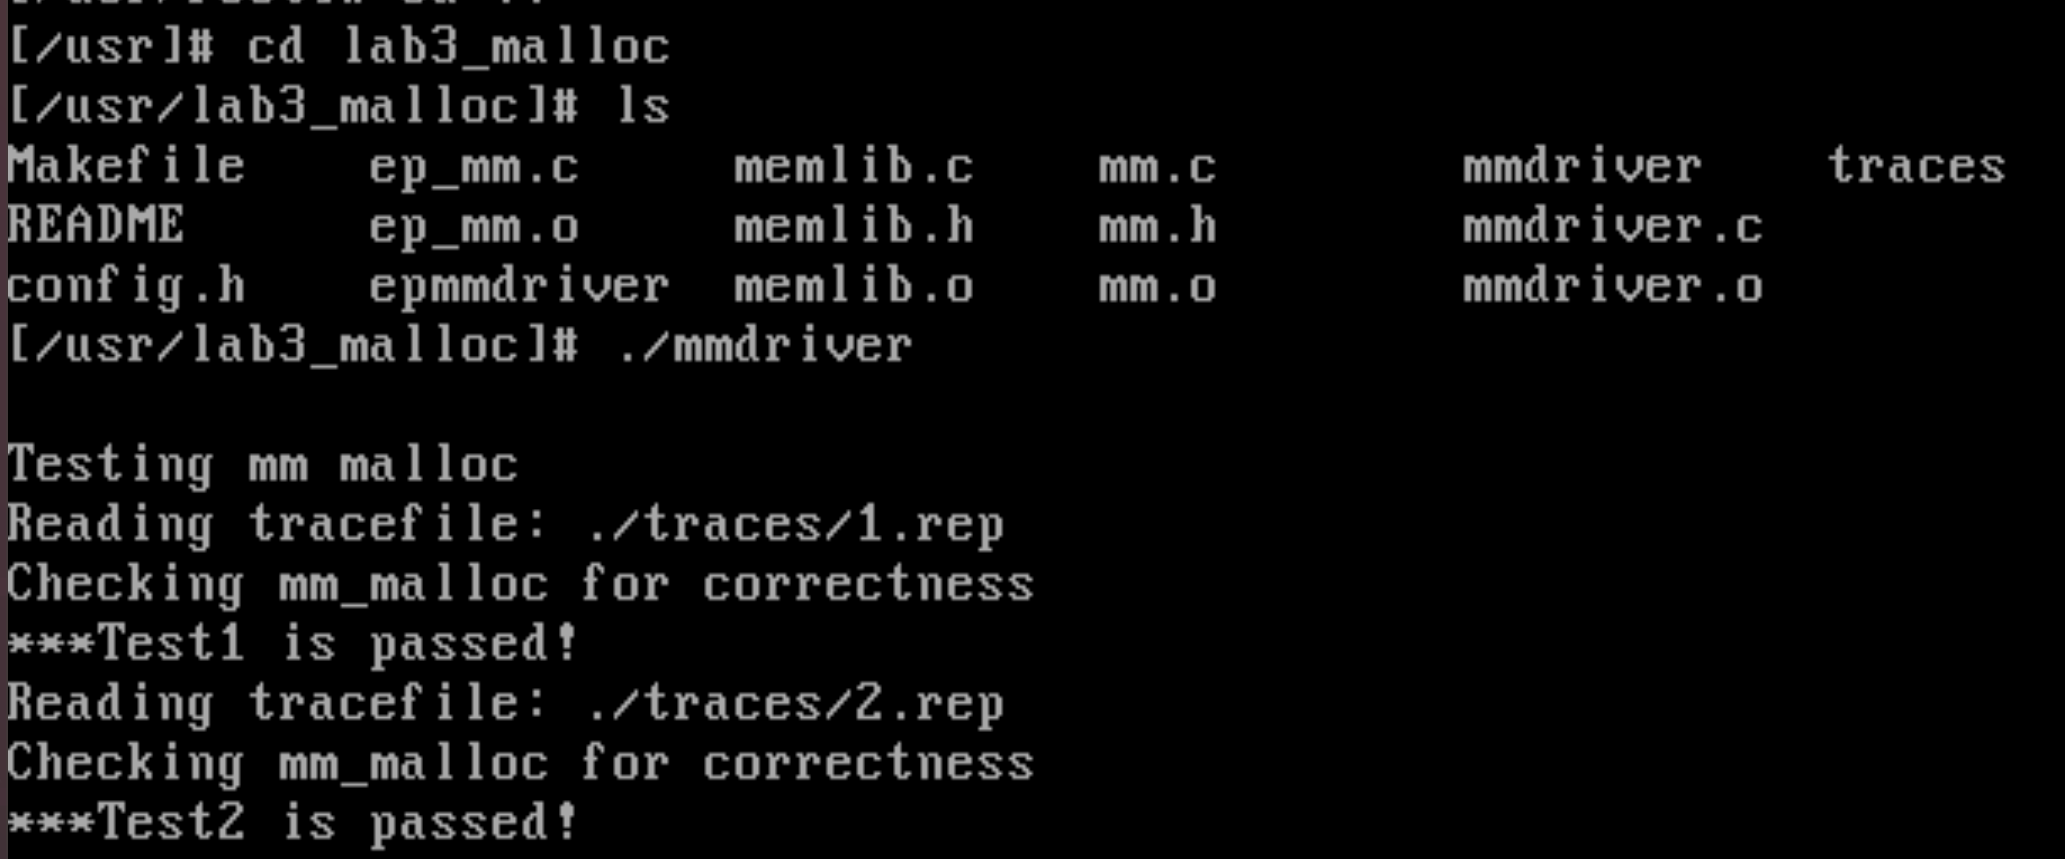 [/usr]# cd lab3_malloc
[/usr/lab3_malloc]# ls
Makefile ep_mm.c memlib.c mm.c mmdriver traces
README ep_mm.o memlib.h mm.h mmdriver.c
config.h epmmdriver memlib.o mm.o mmdriver.o
[/usr/lab3_malloc]# ./mmdriver
Testing mm malloc
Reading tracefile: ./traces/1.rep
Checking mm_malloc for correctness
***Test1 is passed!
Reading tracefile: ./traces/2.rep
Checking mm_malloc for correctness
***Test2 is passed!